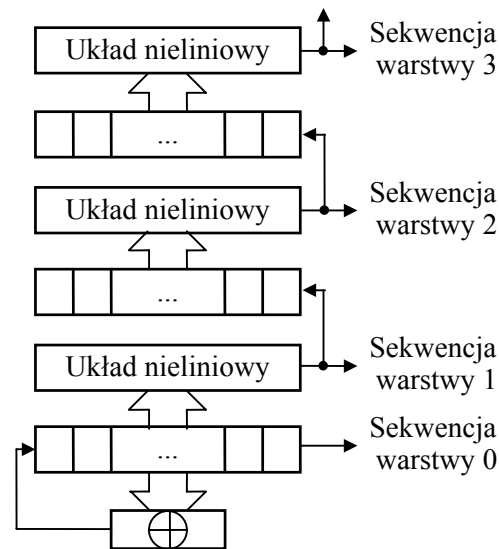 Układ nieliniowy
Sekwencja
warstwy 3
...
Układ nieliniowy
Sekwencja
warstwy 2
...
Układ nieliniowy
Sekwencja
warstwy 1
...
Sekwencja
warstwy 0